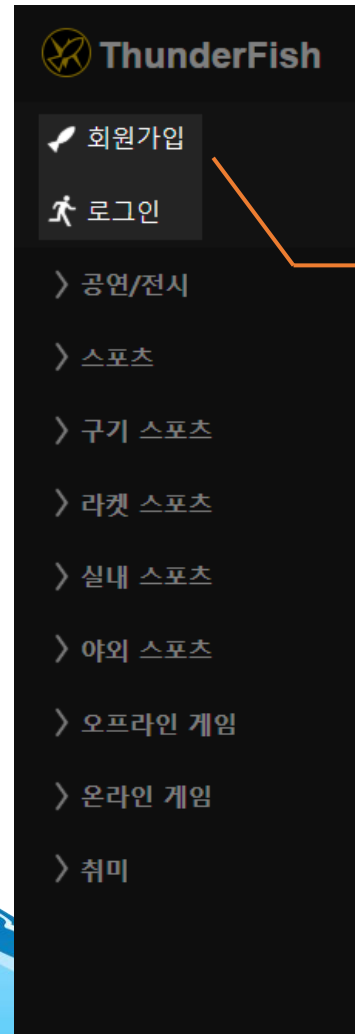 ThunderFish
회원가입
로그인
공연/전시
스포츠
구기 스포츠
라켓 스포츠
실내 스포츠
야외 스포츠
오프라인 게임
온라인 게임
취미